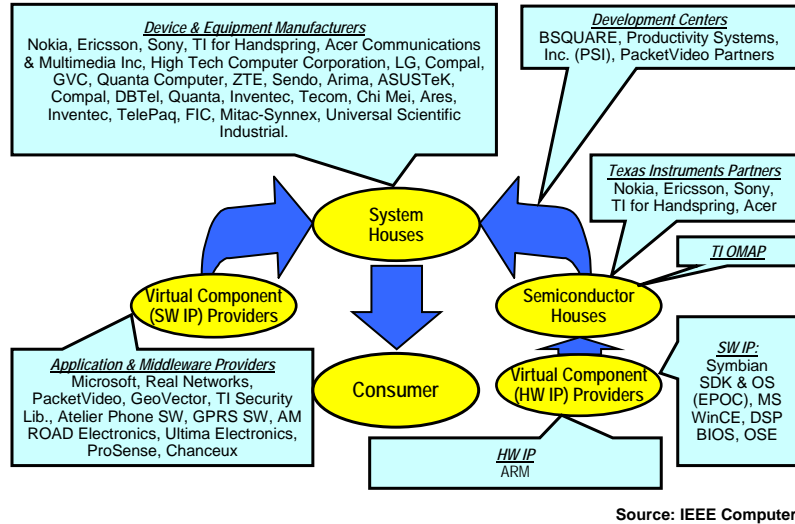 Device & Equipment Manufacturers
Nokia, Ericsson, Sony, TI for Handspring, Acer Communications
& Multimedia Inc, High Tech Computer Corporation, LG, Compal,
GVC, Quanta Computer, ZTE, Sendo, Arima, ASUSTeK,
Compal, DBTel, Quanta, Inventec, Tecom, Chi Mei, Ares,
Inventec, TelePaq, FIC, Mitac-Synnex, Universal Scientific
Industrial.
Development Centers
BSQUARE, Productivity Systems,
Inc. (PSI), PacketVideo Partners
Texas Instruments Partners
Nokia, Ericsson, Sony,
TI for Handspring, Acer
TI OMAP
System
Houses
Virtual Component
(SW IP) Providers
Semiconductor
Houses
Consumer
Virtual Component
(HW IP) Providers
Application & Middleware Providers
Microsoft, Real Networks,
PacketVideo, GeoVector, TI Security
Lib., Atelier Phone SW, GPRS SW, AM
ROAD Electronics, Ultima Electronics,
ProSense, Chanceux
SW IP:
Symbian
SDK & OS
(EPOC), MS
WinCE, DSP
BIOS, OSE
HW IP
ARM
Source: IEEE Computer